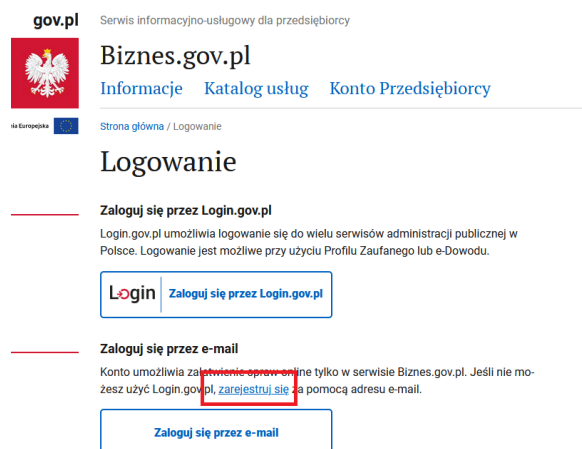 gov.pl
Serwis informacyjno-usługowy dla przedsiębiorcy
Biznes.gov.pl
Informacje Katalog usług Konto Przedsiębiorcy
nia Europejska
Strona główna / Logowanie
Logowanie
Zaloguj się przez Login.gov.pl
Login.gov.pl umożliwia logowanie się do wielu serwisów administracji publicznej w
Polsce. Logowanie jest możliwe przy użyciu Profilu Zaufanego lub e-Dowodu.
Login Zaloguj się przez Login.gov.pl
Zaloguj się przez e-mail
Konto umożliwia załatwienie spraw online tylko w serwisie Biznes.gov.pl. Jeśli nie mo-
żesz użyć Login.gov.pl, zarejestruj się za pomocą adresu e-mail.
Zaloguj się przez e-mail